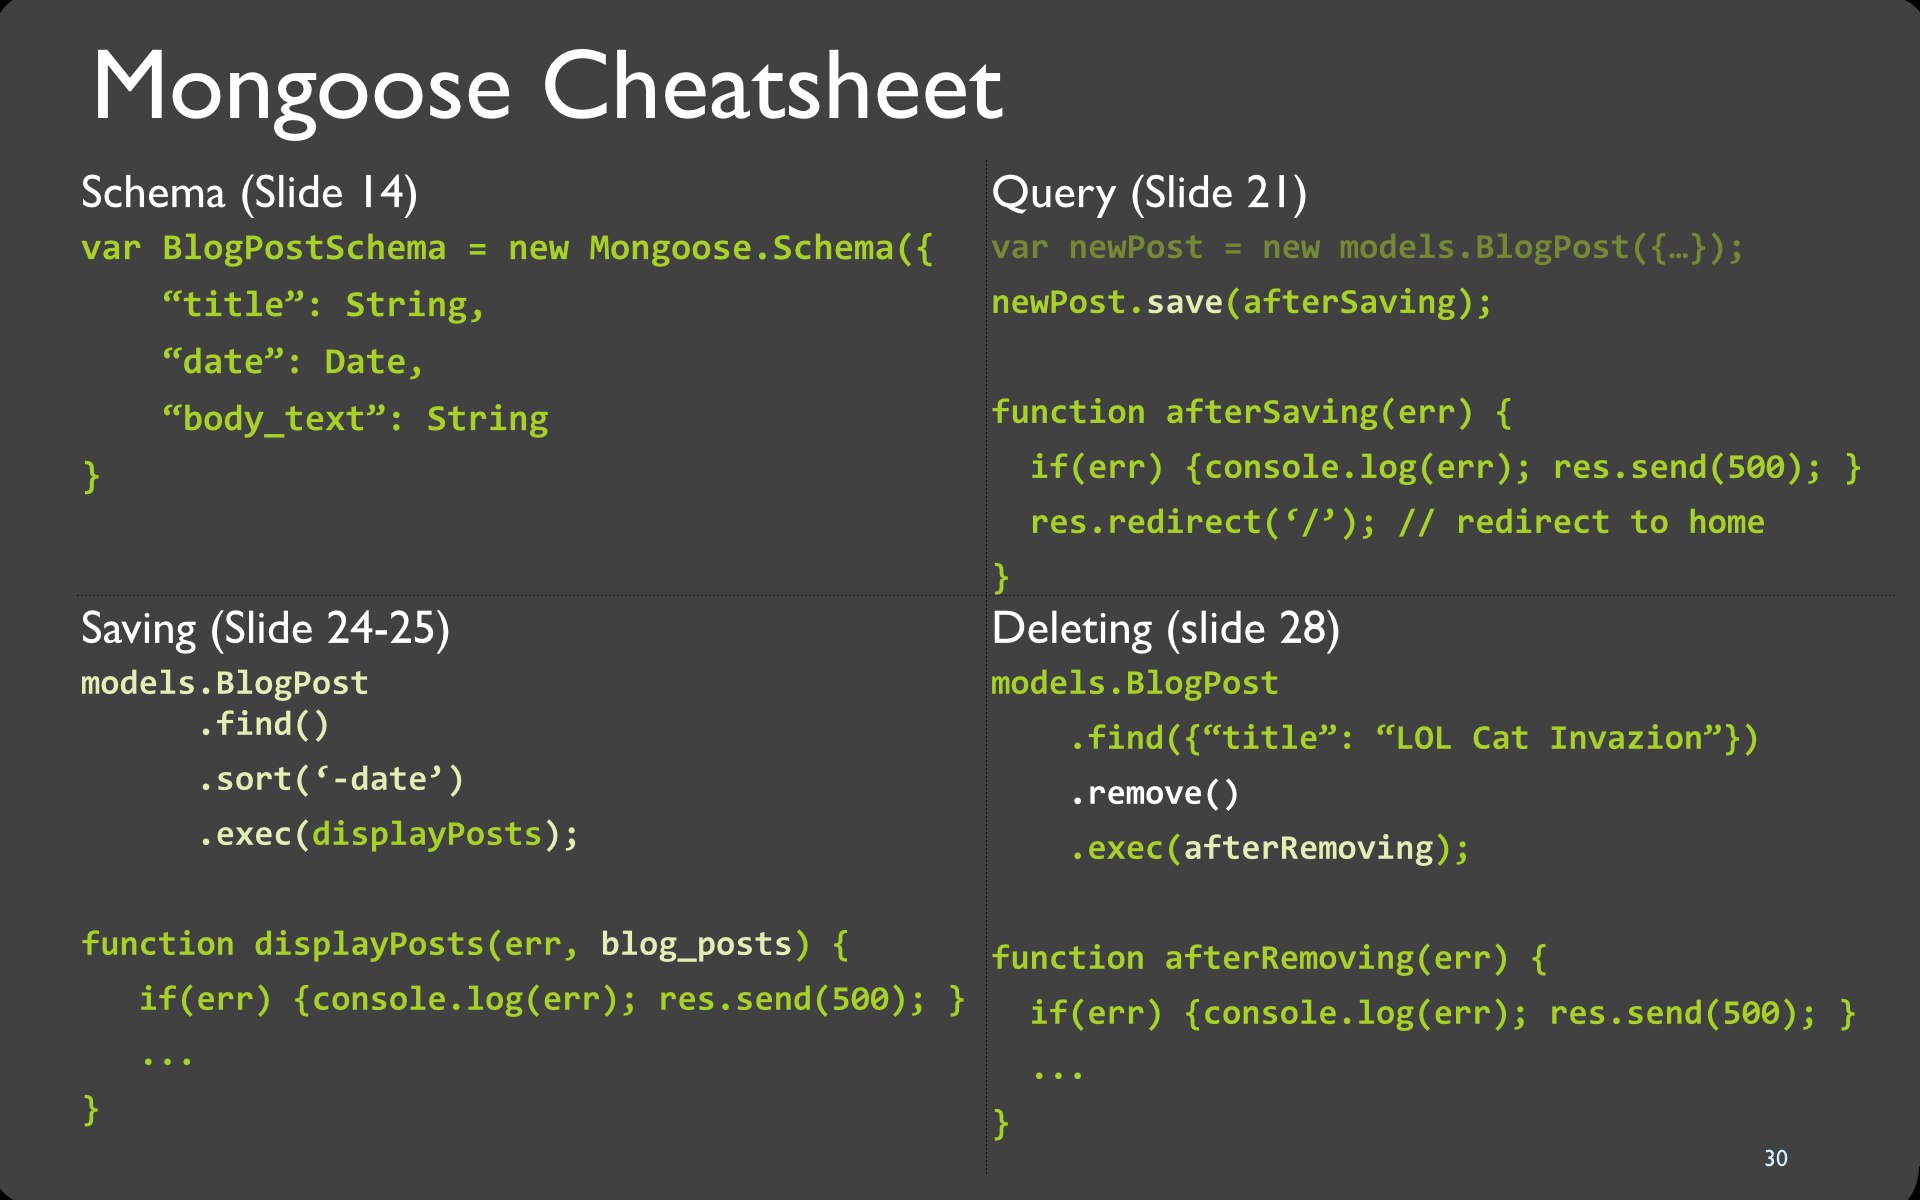 Mongoose Cheatsheet
Schema (Slide 14)
var BlogPostSchema = new Mongoose.Schema({
“title”: String,
“date”: Date,
“body_text”: String
}
Query (Slide 21)
var newPost = new models.BlogPost({…});
newPost.save(afterSaving);
function afterSaving(err) {
if(err) {console.log(err); res.send(500); }
res.redirect(‘/’); // redirect to home
}
Saving (Slide 24-25)
models.BlogPost
.find()
.sort(‘-date’)
.exec(displayPosts);
function displayPosts(err, blog_posts) {
if(err) {console.log(err); res.send(500); }
...
}
Deleting (slide 28)
models.BlogPost
.find({“title”: “LOL Cat Invazion”})
.remove()
.exec(afterRemoving);
function afterRemoving(err) {
if(err) {console.log(err); res.send(500); }
...
}
30